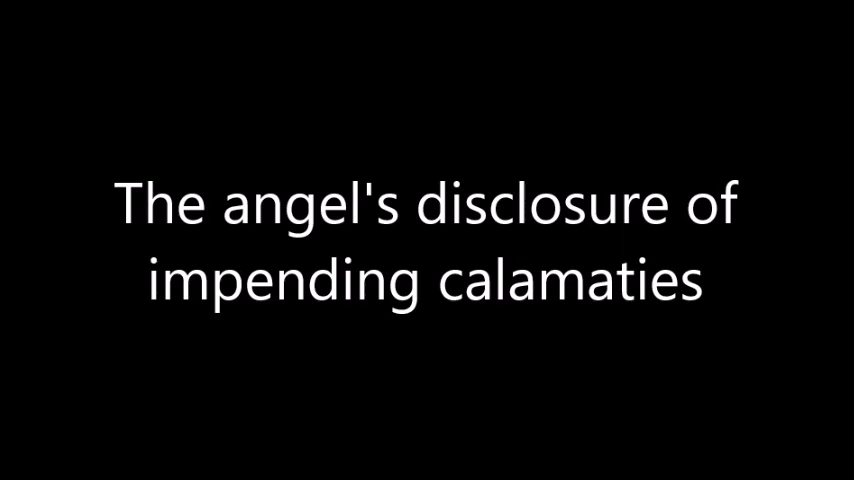 The angel's disclosure of
impending calamaties